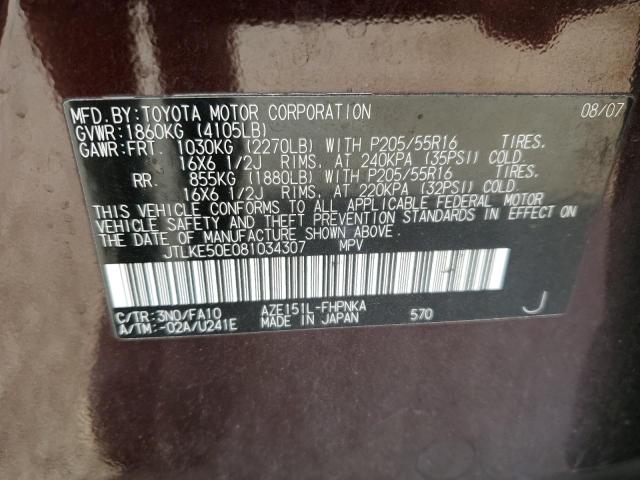 MFD.BY:TOYOTA MOTOR CORPORATION 08/07
GVWR:1860KG (4105LB)
GAWR:FRT. 1030KG (2270LB) WITH P205/55R16 TIRES.
16X6 1/2J RIMS, AT 240KPA (35PSI) COLD.
RR. 855KG (1880LB) WITH P205/55R16 TIRES.
16X6 1/2J RIMS, AT 220KPA (32PSI) COLD.
THIS VEHICLE CONFORMS TO ALL APPLICABLE FEDERAL MOTOR
VEHICLE SAFETY AND THEFT PREVENTION STANDARDS IN EFFECT ON
THE DATE OF MANUFACTURE SHOWN ABOVE.
JTLKE50E081034307 MPV
C/TR:3N0/FA10 AZE151L-FHPNKA
A/TM:-02A/U241E MADE IN JAPAN 570 J